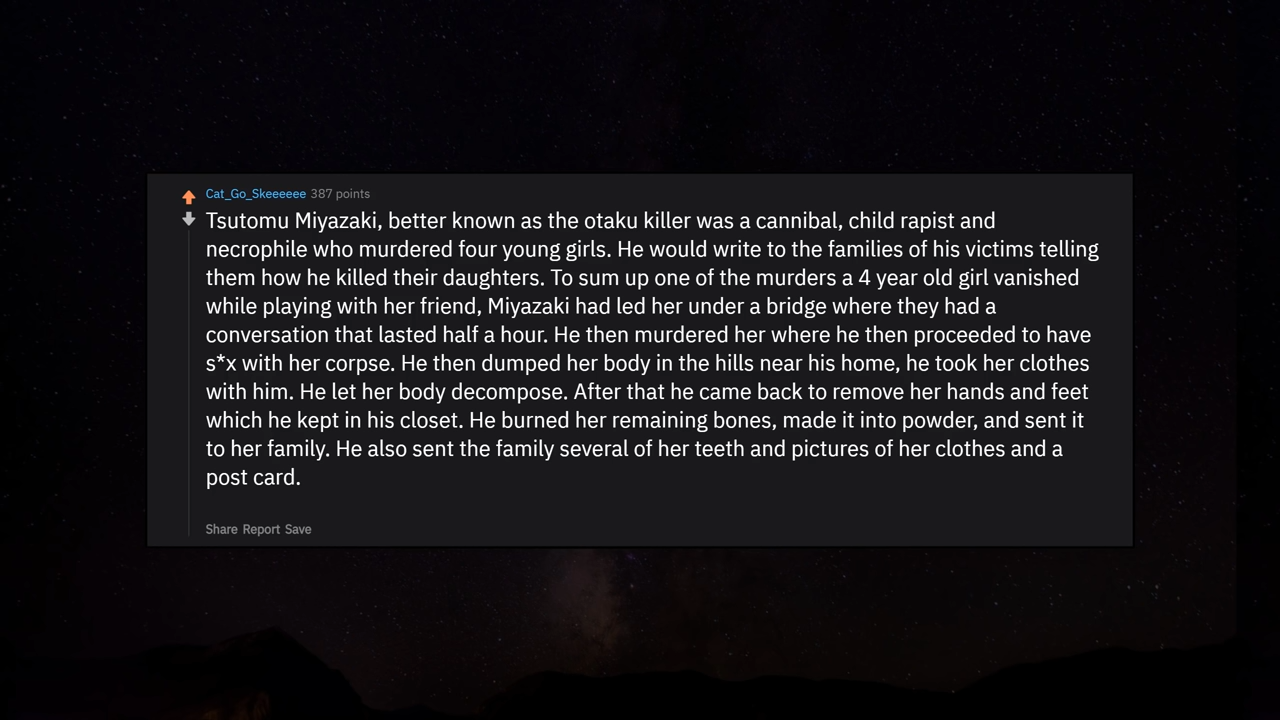 Cat_Go_Skeeeeee 387 points
Tsutomu Miyazaki, better known as the otaku killer was a cannibal, child rapist and
necrophile who murdered four young girls. He would write to the families of his victims telling
them how he killed their daughters. To sum up one of the murders a 4 year old girl vanished
while playing with her friend, Miyazaki had led her under a bridge where they had a
conversation that lasted half a hour. He then murdered her where he then proceeded to have
s*x with her corpse. He then dumped her body in the hills near his home, he took her clothes
with him. He let her body decompose. After that he came back to remove her hands and feet
which he kept in his closet. He burned her remaining bones, made it into powder, and sent it
to her family. He also sent the family several of her teeth and pictures of her clothes and a
post card.
Share Report Save